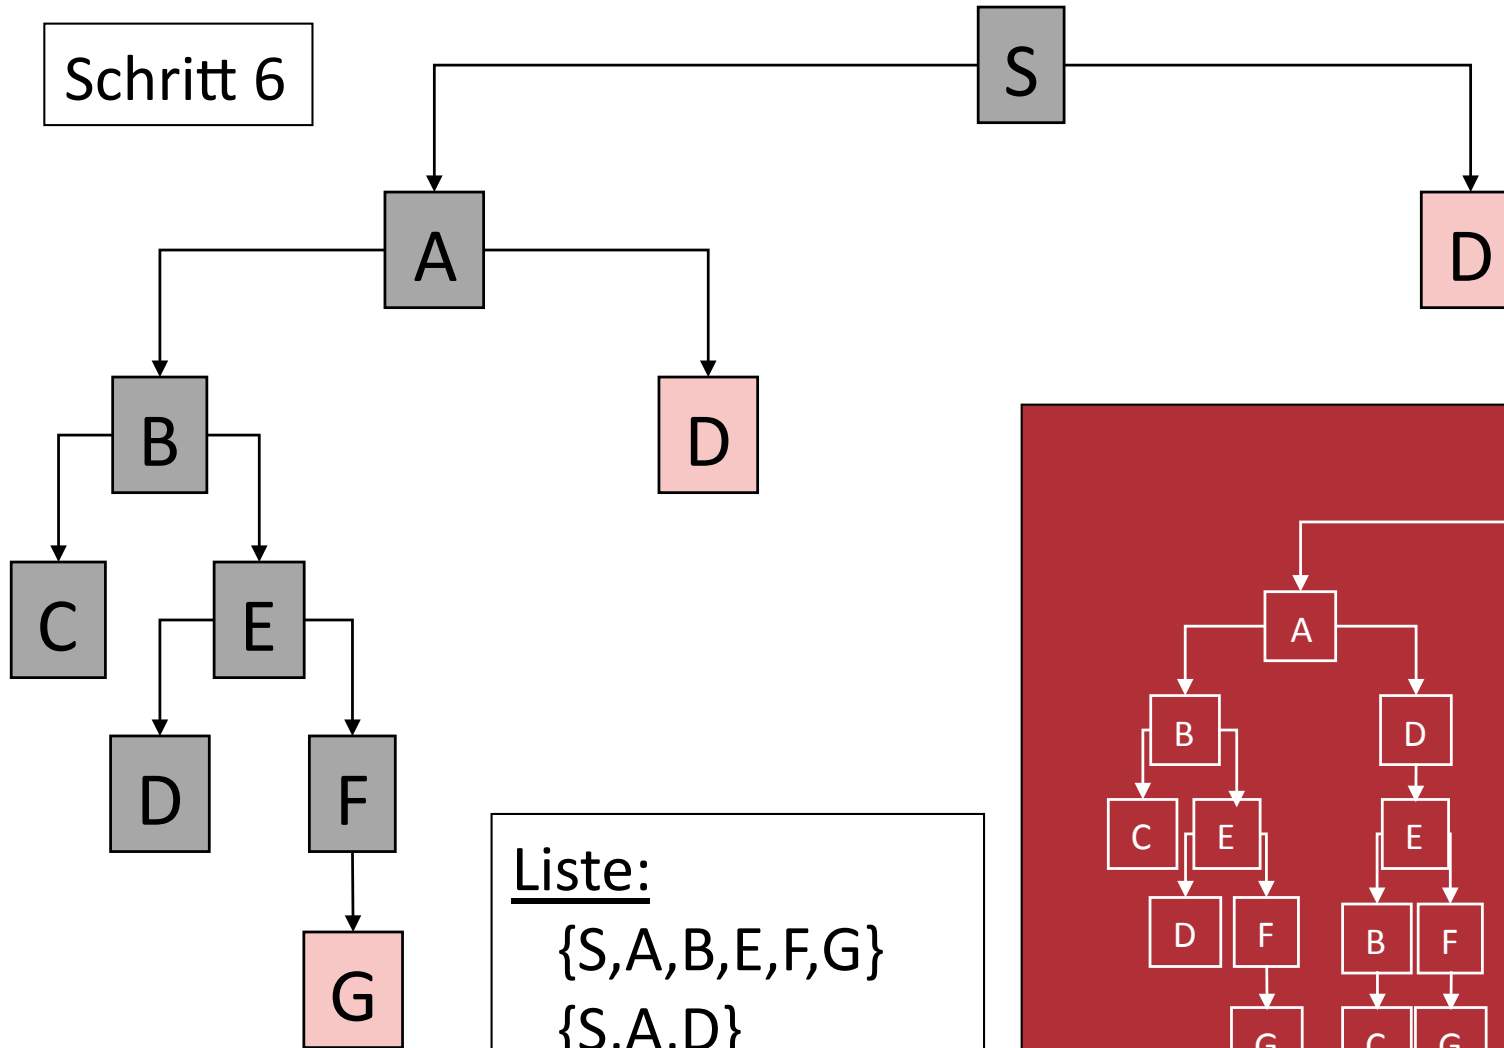 Schritt 6
S
A
D
B
D
C
E
D
F
G
Liste:
{S,A,B,E,F,G}
{S,A,D}
A
B
D
C
E
E
D
F
B
F
G
C
G